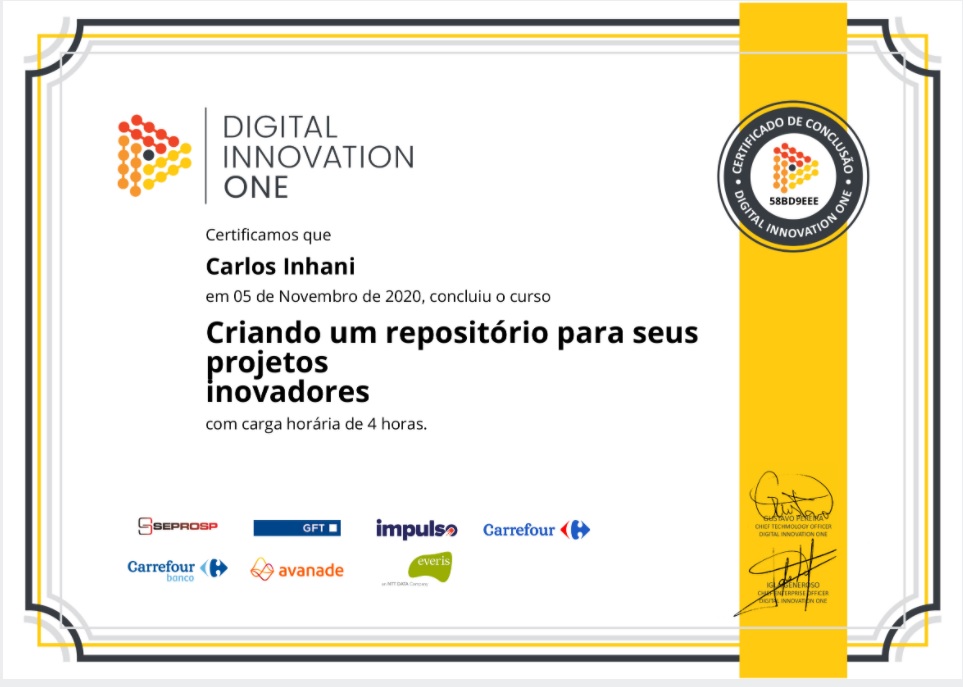 DIGITAL
INNOVATION
ONE
CERTIFICADO DE CONCLUSÃO
58BD9EEE
• DIGITAL INNOVATION ONE •
Certificamos que
Carlos Inhani
em 05 de Novembro de 2020, concluiu o curso
Criando um repositório para seus
projetos
inovadores
com carga horária de 4 horas.
SEPROSP
GFT
impulso
Carrefour
Carrefour
banco
avanade
everis
an NTT DATA Company
GUSTAVO PEREIRA
CHIEF TECHNOLOGY OFFICER
DIGITAL INNOVATION ONE
GENEROSO
CHIEF ENTERPRISE OFFICER
DIGITAL INNOVATION ONE